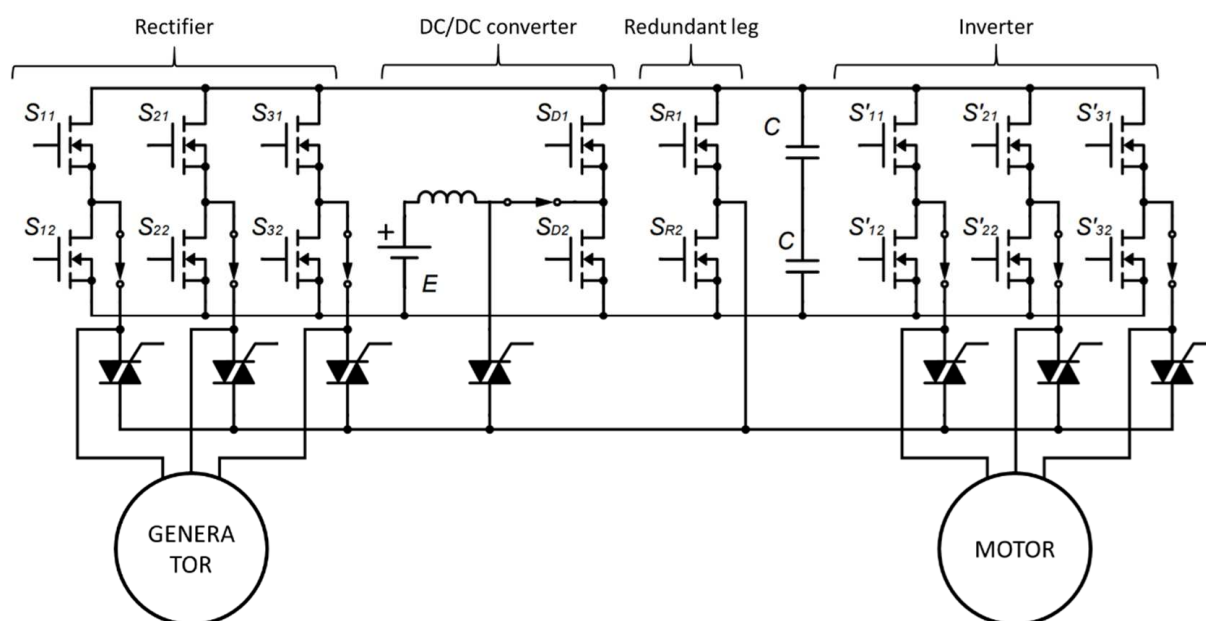 Rectifier DC/DC converter Redundant leg Inverter
S11 S21 S31 SD1 SR1 C S'11 S'21 S'31
S12 S22 S32 + SD2 SR2 S'12 S'22 S'32
E C
GENERA
TOR
MOTOR